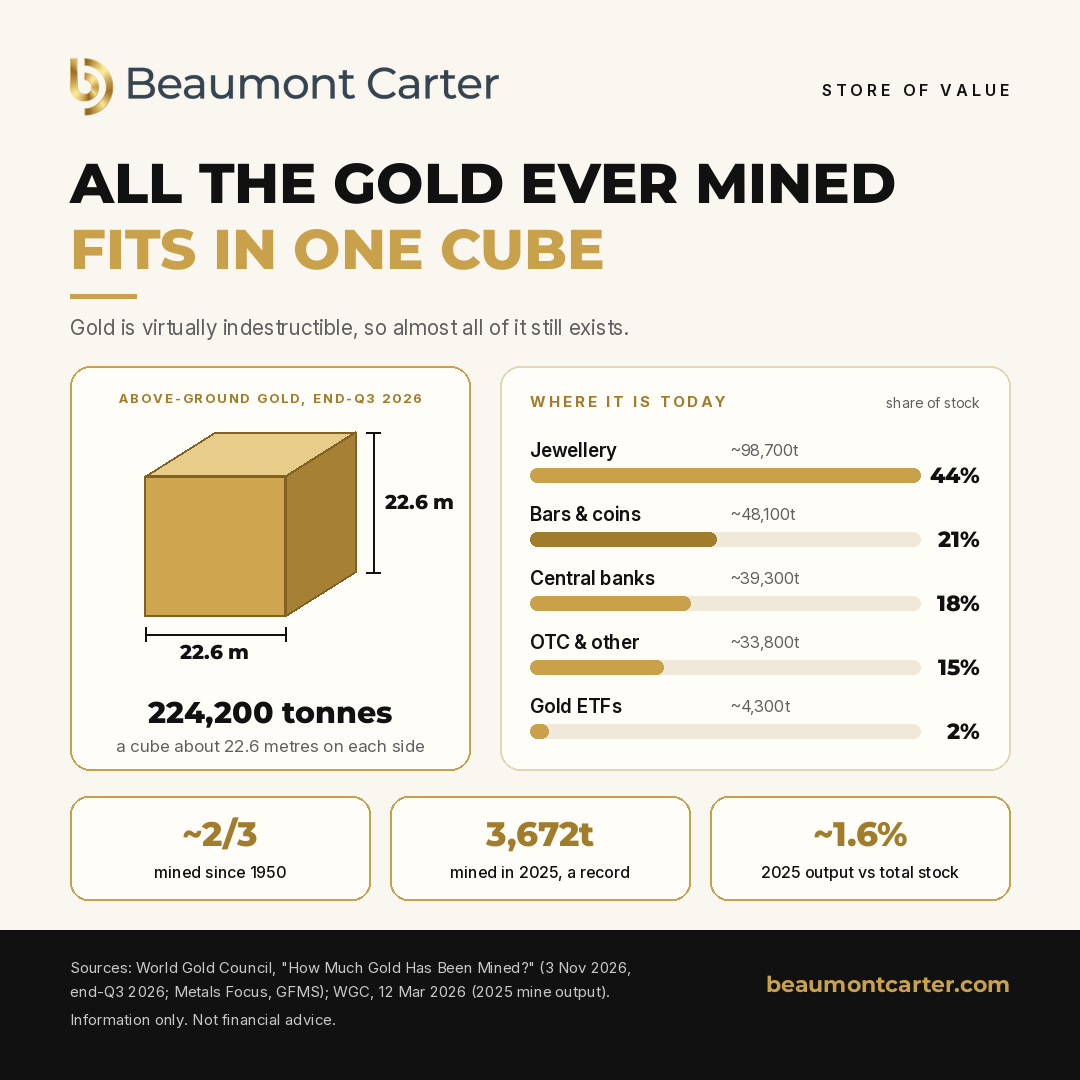 Beaumont Carter
STORE OF VALUE
ALL THE GOLD EVER MINED
FITS IN ONE CUBE
Gold is virtually indestructible, so almost all of it still exists.
ABOVE-GROUND GOLD, END-Q3 2026
22.6 m
22.6 m
224,200 tonnes
a cube about 22.6 metres on each side
WHERE IT IS TODAY
share of stock
Jewellery ~98,700t
44%
Bars & coins ~48,100t
21%
Central banks ~39,300t
18%
OTC & other ~33,800t
15%
Gold ETFs ~4,300t
2%
~2/3
mined since 1950
3,672t
mined in 2025, a record
~1.6%
2025 output vs total stock
Sources: World Gold Council, "How Much Gold Has Been Mined?" (3 Nov 2026,
end-Q3 2026; Metals Focus, GFMS); WGC, 12 Mar 2026 (2025 mine output).
Information only. Not financial advice.
beaumontcarter.com